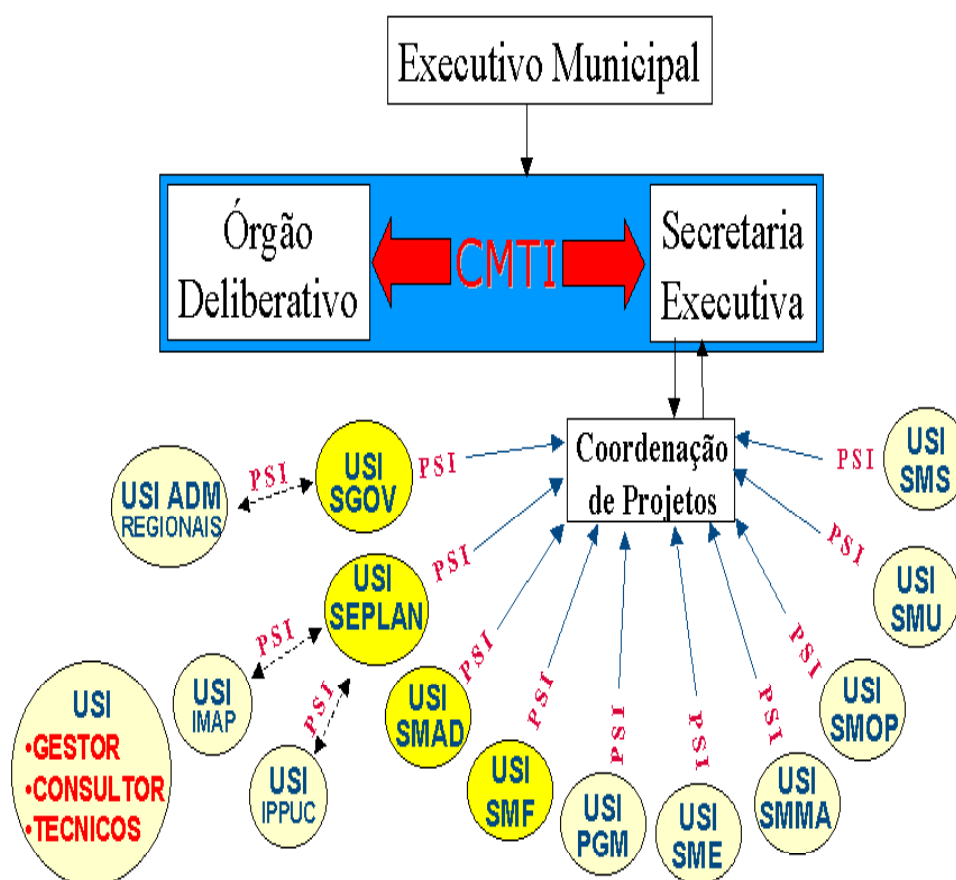 Executivo Municipal
Órgão
Deliberativo
CMTI
Secretaria
Executiva
Coordenação
de Projetos
USI ADM
REGIONAIS
PSI
USI
SGOV
PSI
PSI
USI
SMS
USI
SEPLAN
PSI
PSI
USI
SMU
PSI
USI
IMAP
PSI
USI
IPPUC
USI
SMAD
PSI
USI
SMF
PSI
USI
PGM
PSI
USI
SME
PSI
USI
SMMA
PSI
USI
SMOP
PSI
USI
•GESTOR
•CONSULTOR
•TECNICOS